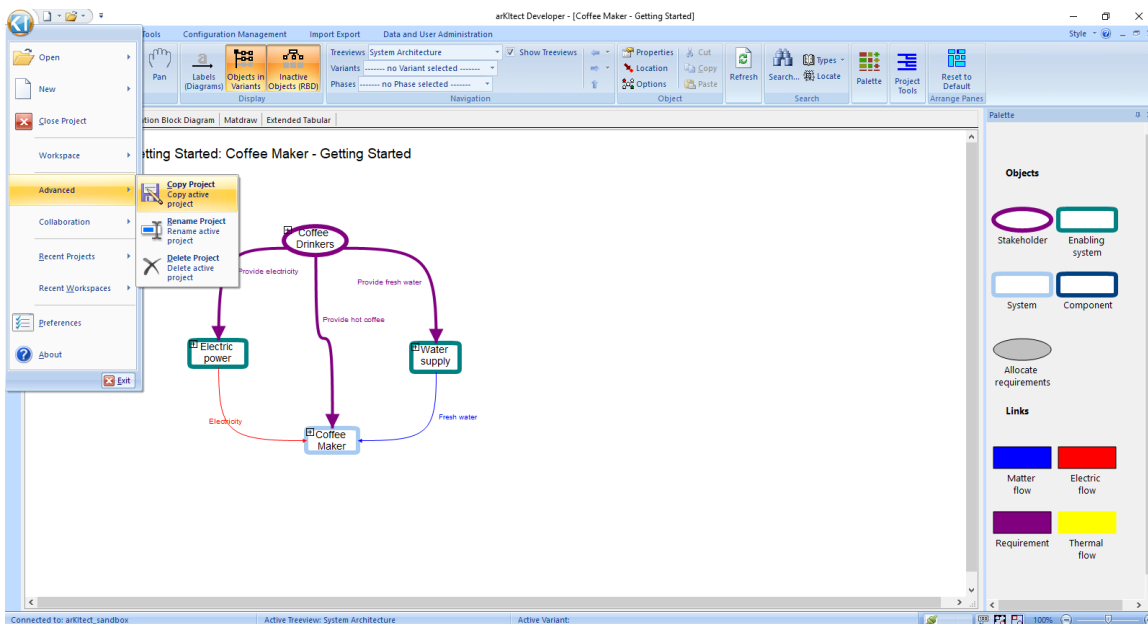 arKItect Developer - [Coffee Maker - Getting Started]
Tools
Configuration Management
Import Export
Data and User Administration
Style
Pan
Labels
(Diagrams)
Objects in
Variants
Inactive
Objects (RBD)
Display
Treeviews System Architecture
Variants ------- no Variant selected -------
Phases ------- no Phase selected -------
Show Treeviews
Navigation
Properties
Location
Options
Cut
Copy
Paste
Object
Refresh
Search...
Types
Locate
Search
Palette
Project
Tools
Reset to
Default
Arrange Panes
Open
New
Close Project
Workspace
Advanced
Collaboration
Recent Projects
Recent Workspaces
Preferences
About
Exit
Copy Project
Copy active
project
Rename Project
Rename active
project
Delete Project
Delete active
project
ation Block Diagram
Matdraw
Extended Tabular
etting Started: Coffee Maker - Getting Started
Coffee
Drinkers
Provide electricity
Provide fresh water
Provide hot coffee
Electric
power
Water
supply
Electricity
Fresh water
Coffee
Maker
Palette
Objects
Stakeholder
Enabling
system
System
Component
Allocate
requirements
Links
Matter
flow
Electric
flow
Requirement
Thermal
flow
Connected to: arKItect_sandbox
Active Treeview: System Architecture
Active Variant:
100%